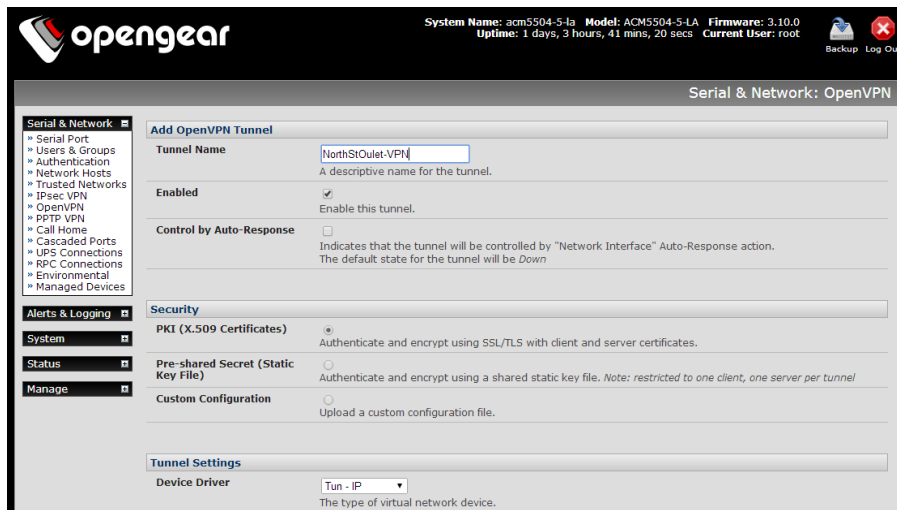 opengear
System Name: acm5504-5-la Model: ACM5504-5-LA Firmware: 3.10.0
Uptime: 1 days, 3 hours, 41 mins, 20 secs Current User: root
Backup Log Ou
Serial & Network: OpenVPN
Serial & Network
» Serial Port
» Users & Groups
» Authentication
» Network Hosts
» Trusted Networks
» IPsec VPN
» OpenVPN
» PPTP VPN
» Call Home
» Cascaded Ports
» UPS Connections
» RPC Connections
» Environmental
» Managed Devices
Alerts & Logging
System
Status
Manage
Add OpenVPN Tunnel
Tunnel Name
NorthStOulet-VPN
A descriptive name for the tunnel.
Enabled
Enable this tunnel.
Control by Auto-Response
Indicates that the tunnel will be controlled by "Network Interface" Auto-Response action.
The default state for the tunnel will be Down
Security
PKI (X.509 Certificates)
Authenticate and encrypt using SSL/TLS with client and server certificates.
Pre-shared Secret (Static
Key File)
Authenticate and encrypt using a shared static key file. Note: restricted to one client, one server per tunnel
Custom Configuration
Upload a custom configuration file.
Tunnel Settings
Device Driver
Tun - IP
The type of virtual network device.